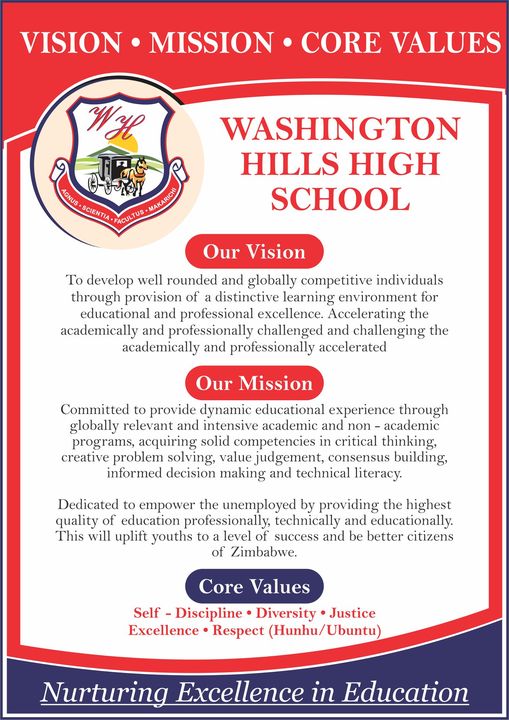 VISION • MISSION • CORE VALUES
WH
AGNUS • SCIENTIA • FACULTUS • MAKARICHI
WASHINGTON
HILLS HIGH
SCHOOL
Our Vision
To develop well rounded and globally competitive individuals
through provision of a distinctive learning environment for
educational and professional excellence. Accelerating the
academically and professionally challenged and challenging the
academically and professionally accelerated
Our Mission
Committed to provide dynamic educational experience through
globally relevant and intensive academic and non - academic
programs, acquiring solid competencies in critical thinking,
creative problem solving, value judgement, consensus building,
informed decision making and technical literacy.
Dedicated to empower the unemployed by providing the highest
quality of education professionally, technically and educationally.
This will uplift youths to a level of success and be better citizens
of Zimbabwe.
Core Values
Self - Discipline • Diversity • Justice
Excellence • Respect (Hunhu/Ubuntu)
Nurturing Excellence in Education